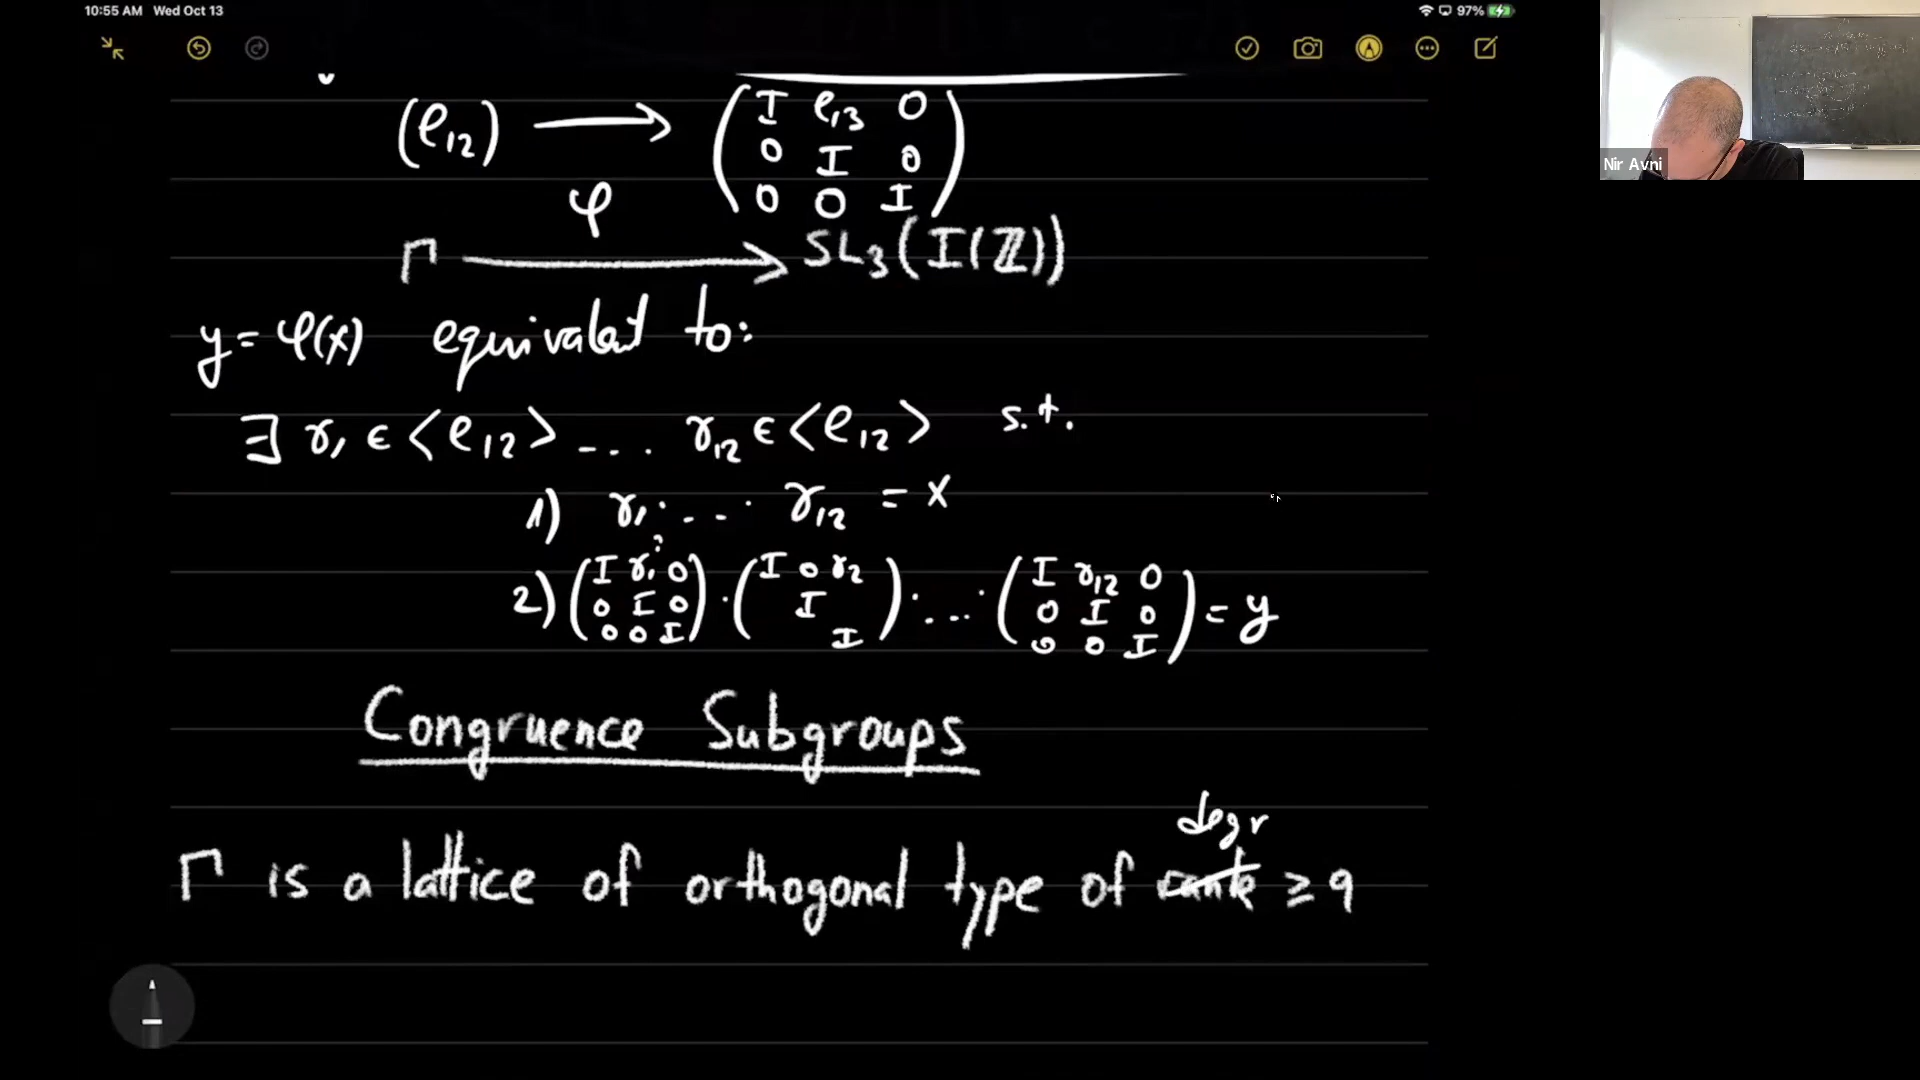 10:55 AM Wed Oct 13
97%
(e₁₂) ⟶ ( I e₁₃ 0
0 I 0
0 0 I )
φ
Γ ⟶ SL₃(I(ℤ))
y = φ(x) equivalent to:
∃ γ₁ ∈ <e₁₂> ... γ₁₂ ∈ <e₁₂> s.t.
1) γ₁ · ... · γ₁₂ = x
?
2) ( I γ₁ 0 ) · ( I 0 γ₂ ) · ... · ( I γ₁₂ 0 ) = y
0 I 0 I 0 I 0
0 0 I I 0 0 I
Congruence Subgroups
degr
Γ is a lattice of orthogonal type of rank ≥ 9
Nir Avni